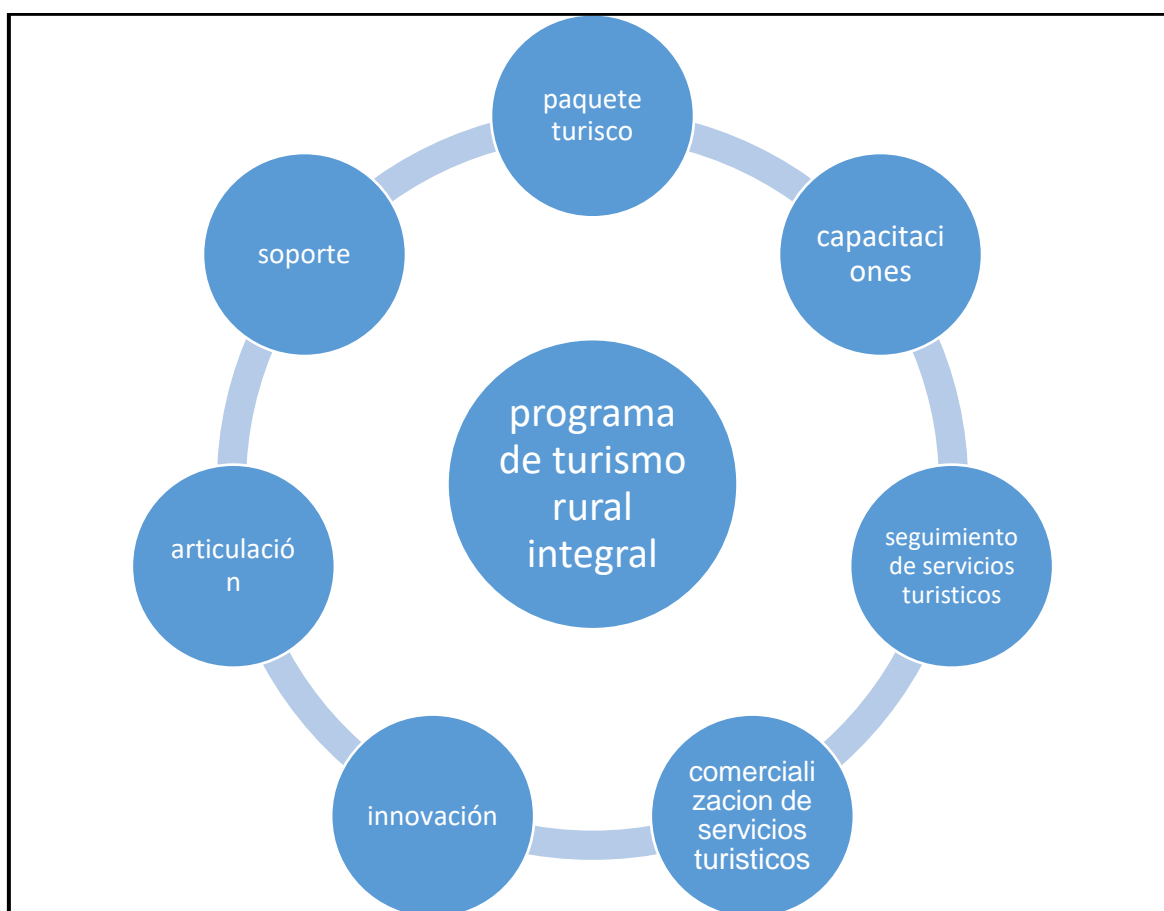 paquete
turisco
capacitaci
ones
seguimiento
de servicios
turisticos
comerciali
zacion de
servicios
turisticos
innovación
articulació
n
soporte
programa
de turismo
rural
integral